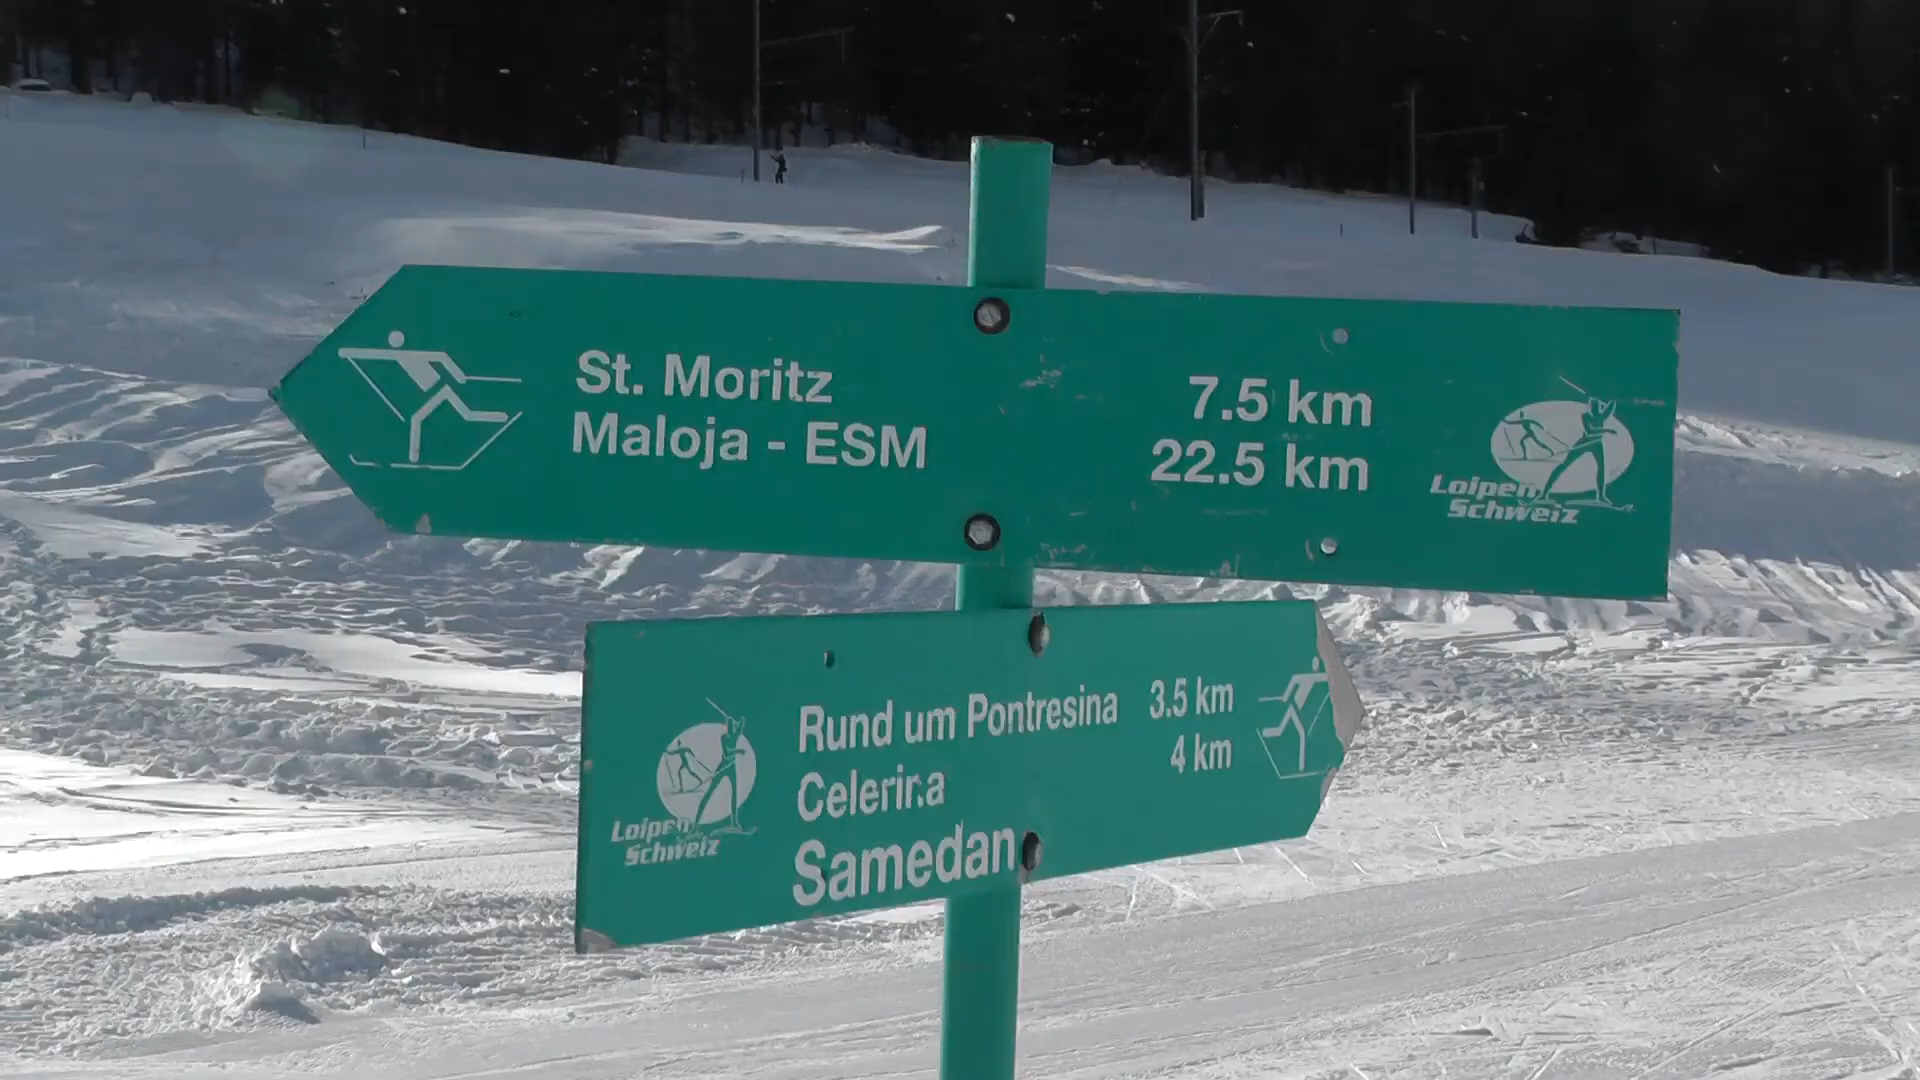 St. Moritz 7.5 km
Maloja - ESM 22.5 km
Loipen
Schweiz
Rund um Pontresina 3.5 km
Celerina 4 km
Samedan
Loipen
Schweiz